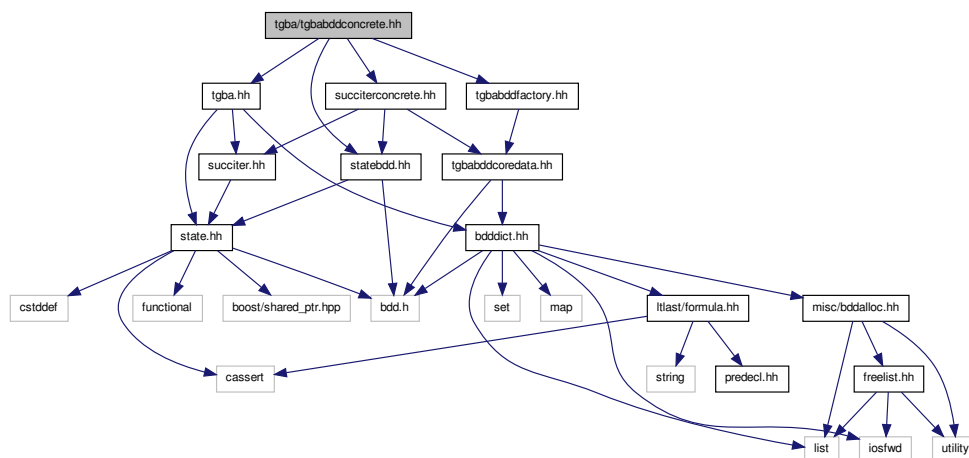 tgba/tgbabddconcrete.hh
tgba.hh
succiterconcrete.hh
tgbabddfactory.hh
succiter.hh
statebdd.hh
tgbabddcoredata.hh
state.hh
bdddict.hh
cstddef
functional
boost/shared_ptr.hpp
bdd.h
set
map
ltlast/formula.hh
misc/bddalloc.hh
cassert
string
predecl.hh
freelist.hh
list
iosfwd
utility